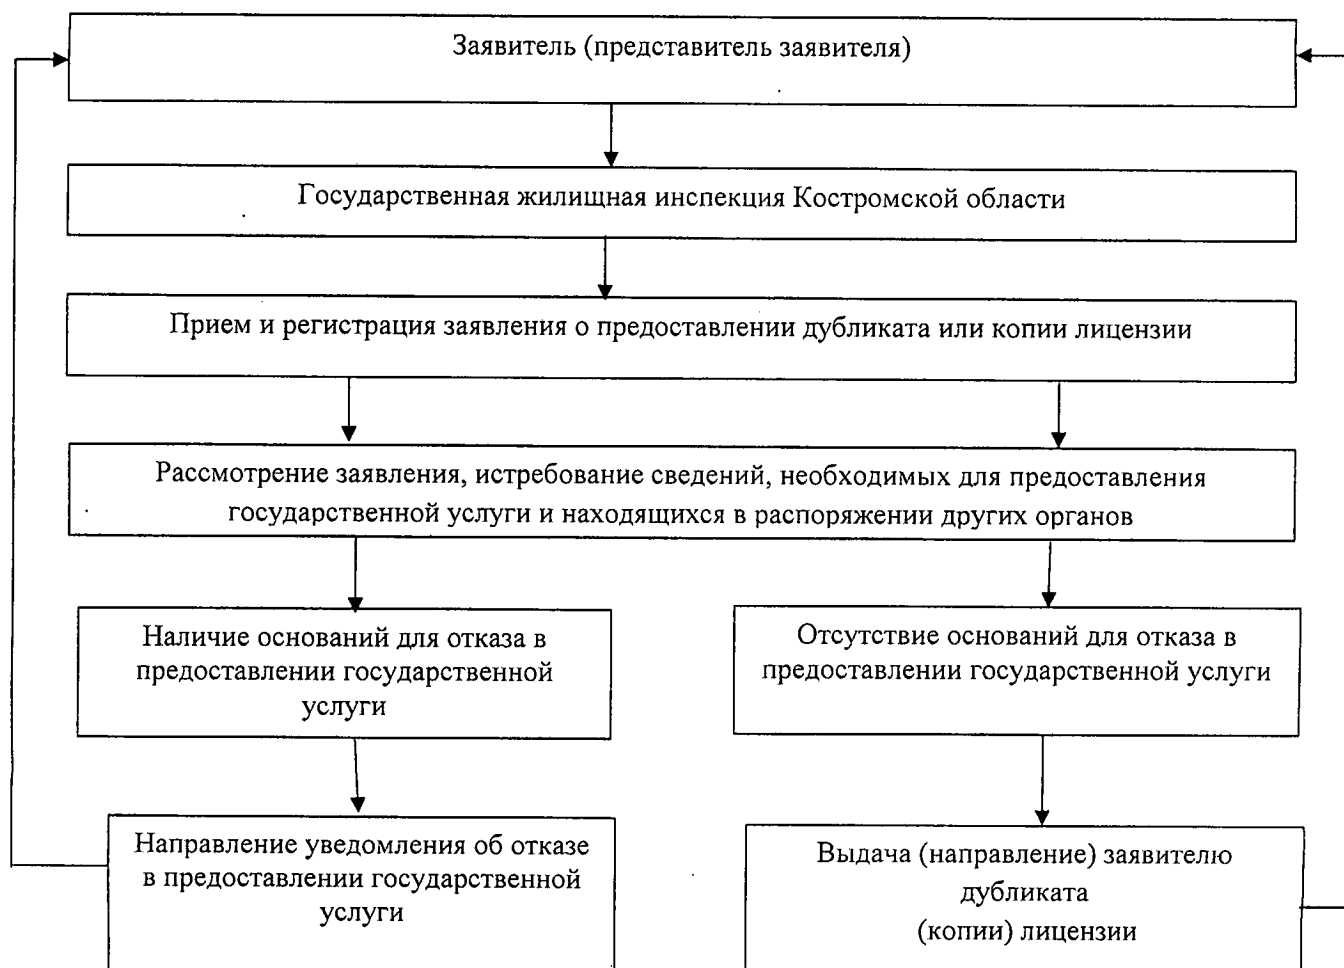 Заявитель (представитель заявителя)
Государственная жилищная инспекция Костромской области
Прием и регистрация заявления о предоставлении дубликата или копии лицензии
Рассмотрение заявления, истребование сведений, необходимых для предоставления
государственной услуги и находящихся в распоряжении других органов
Наличие оснований для отказа в
предоставлении государственной
услуги
Отсутствие оснований для отказа в
предоставлении государственной услуги
Направление уведомления об отказе
в предоставлении государственной
услуги
Выдача (направление) заявителю
дубликата
(копии) лицензии